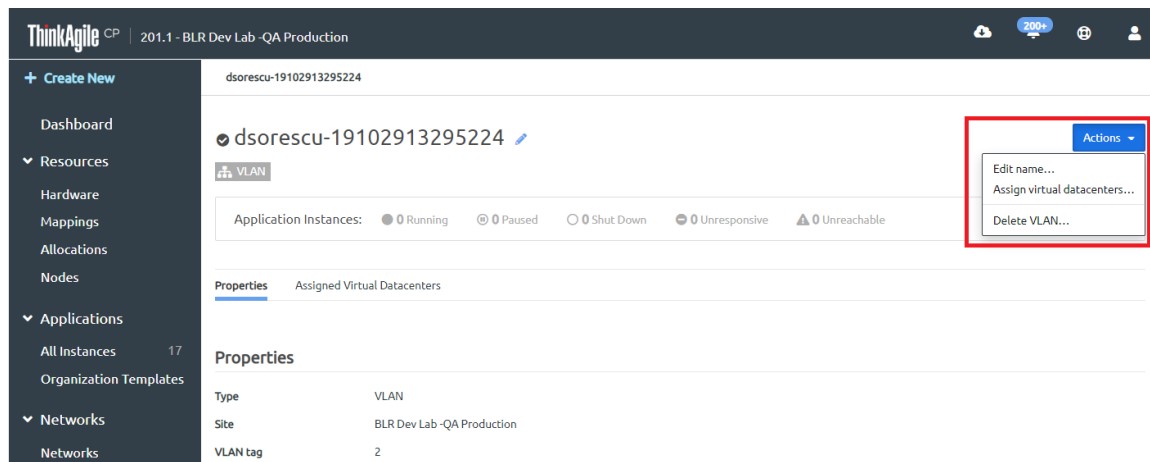 ThinkAgile CP 201.1 - BLR Dev Lab -QA Production 200+
+ Create New
dsorescu-19102913295224
Dashboard
dsorescu-19102913295224
Actions
Resources
VLAN
Edit name...
Hardware
Assign virtual datacenters...
Mappings
Application Instances: 0 Running 0 Paused 0 Shut Down 0 Unresponsive 0 Unreachable
Delete VLAN...
Allocations
Nodes
Properties Assigned Virtual Datacenters
Applications
All Instances 17
Properties
Organization Templates
Type VLAN
Networks
Site BLR Dev Lab -QA Production
Networks
VLAN tag 2